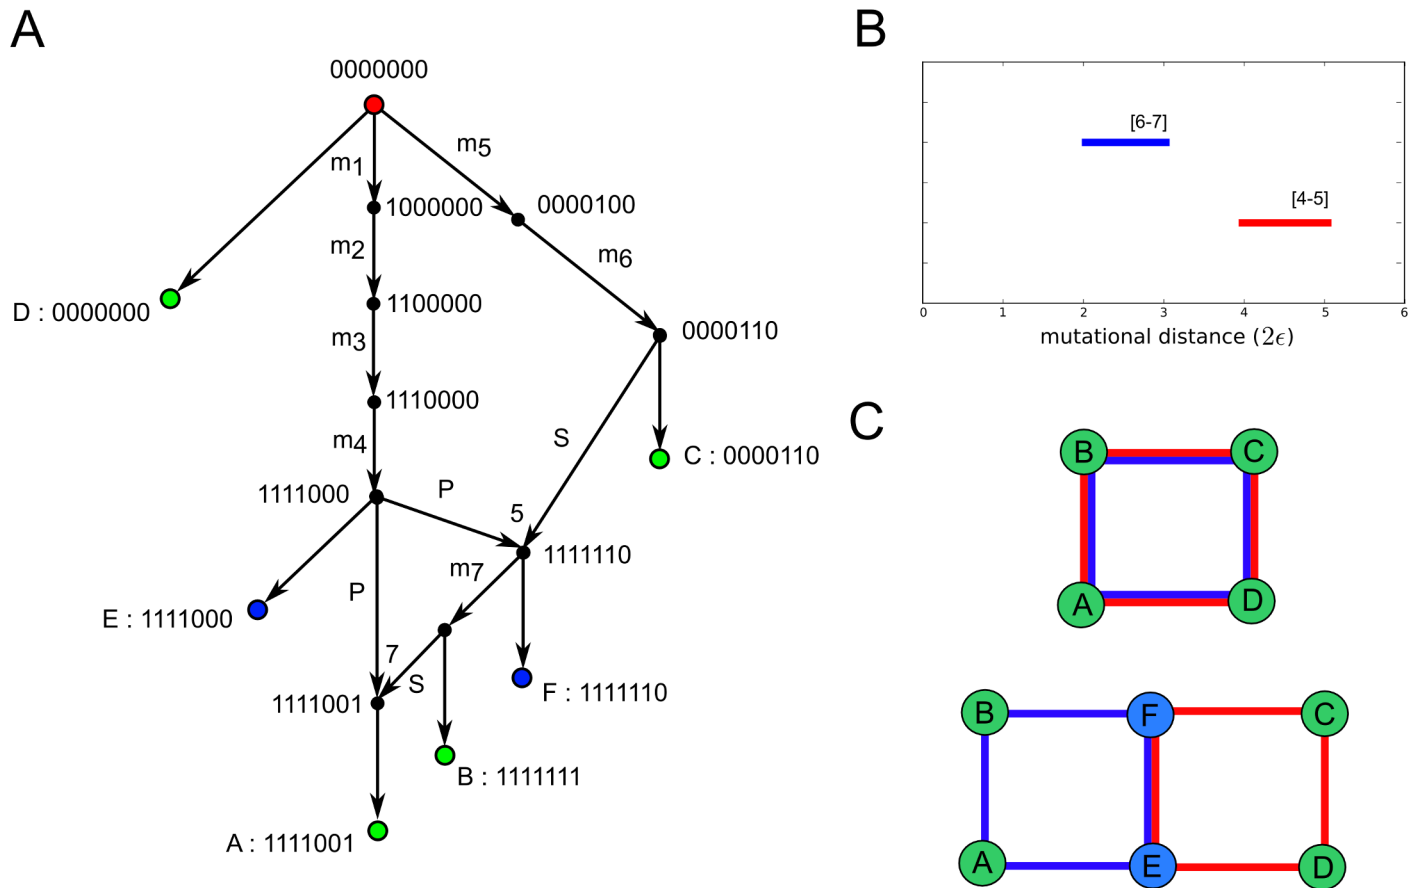 A
0000000
m1
m5
1000000
0000100
m2
m6
D : 0000000
1100000
m3
0000110
1110000
m4
S
C : 0000110
1111000
P
5
1111110
m7
P
E : 1111000
7
S
F : 1111110
1111001
B : 1111111
A : 1111001
B
[6-7]
[4-5]
0 1 2 3 4 5 6
mutational distance (2ϵ)
C
B C
A D
B F C
A E D